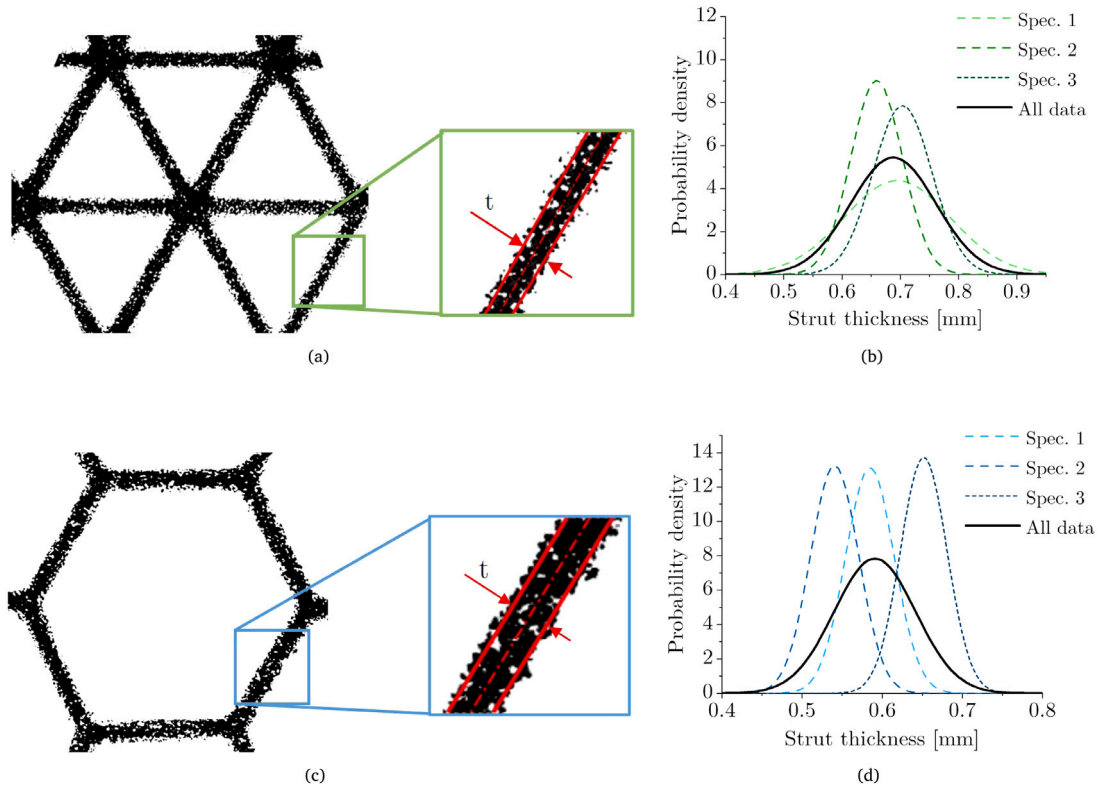 t
(a)
Probability density
12
10
8
6
4
2
0
0.4 0.5 0.6 0.7 0.8 0.9
Strut thickness [mm]
Spec. 1
Spec. 2
Spec. 3
All data
(b)
t
(c)
Probability density
14
12
10
8
6
4
2
0
0.4 0.5 0.6 0.7 0.8
Strut thickness [mm]
Spec. 1
Spec. 2
Spec. 3
All data
(d)